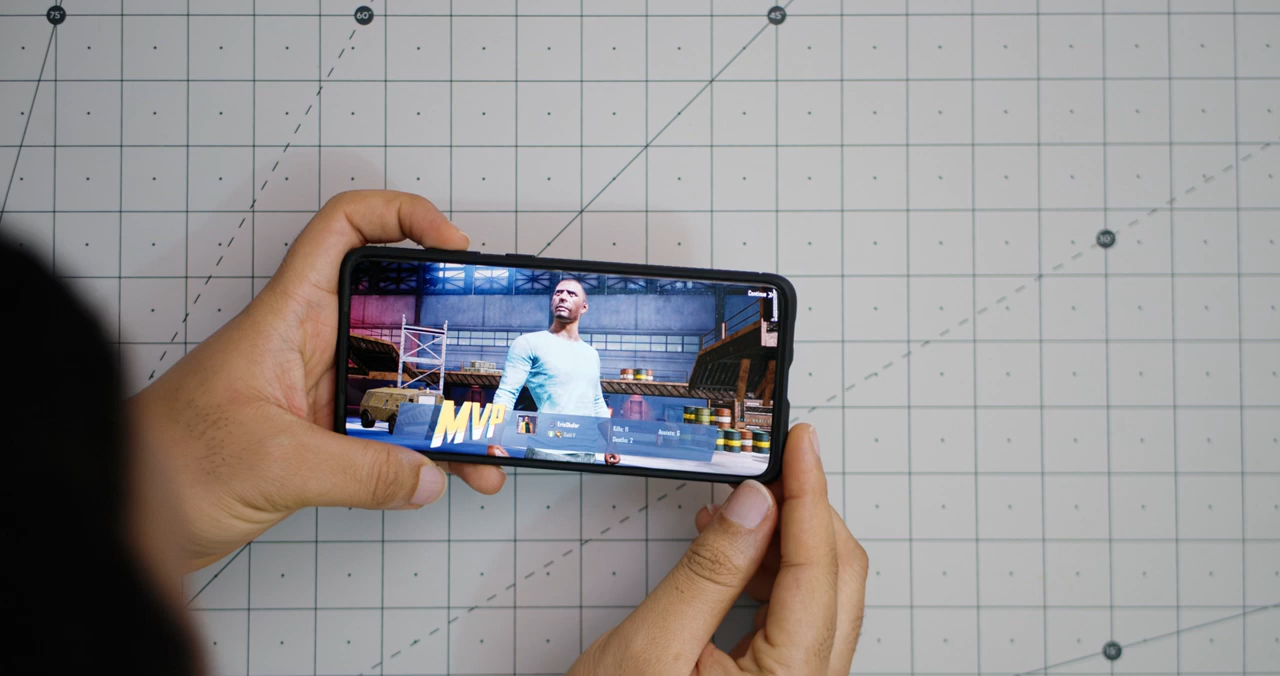 75°
60°
45°
30°
15°
Continue
MVP
Kills: 11
Assists: 0
Deaths: 2